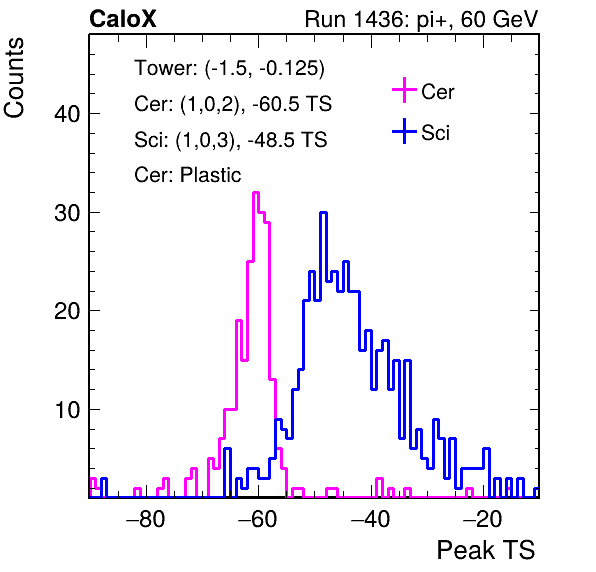 CaloX Run 1436: pi+, 60 GeV
Counts
Tower: (-1.5, -0.125)
Cer: (1,0,2), -60.5 TS
Sci: (1,0,3), -48.5 TS
Cer: Plastic
Cer
Sci
40
30
20
10
−80 −60 −40 −20
Peak TS